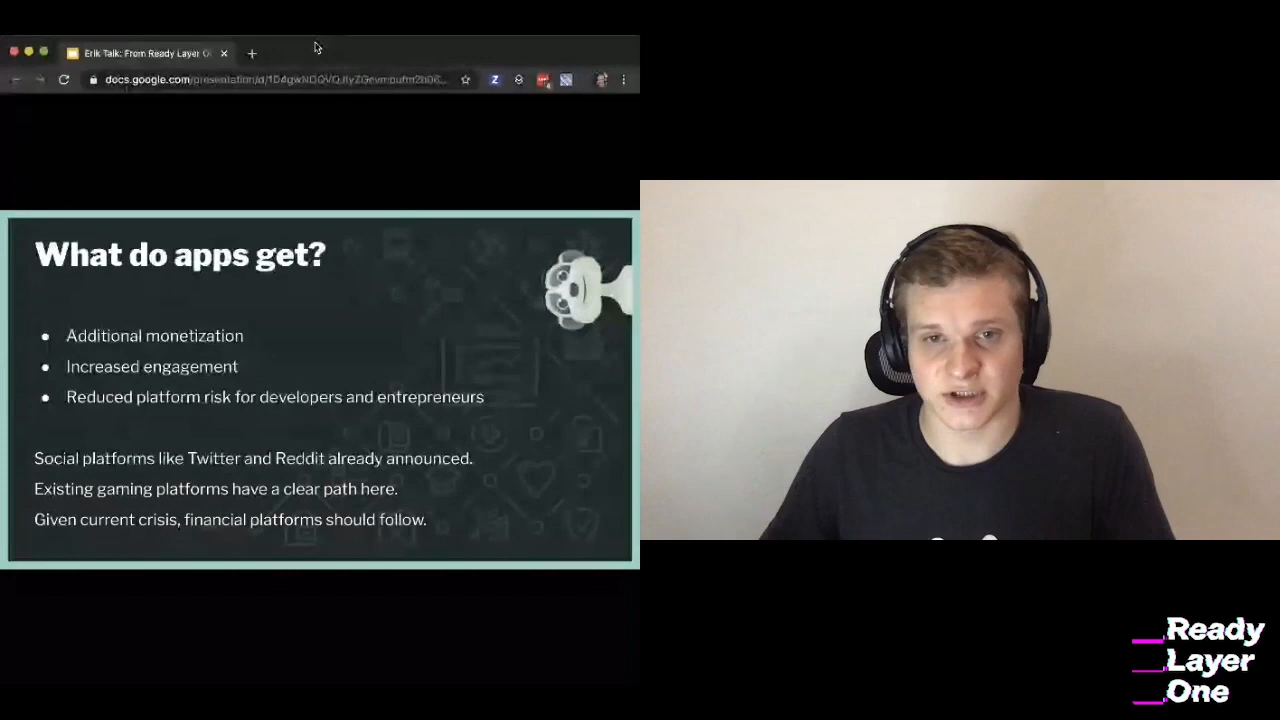 Erik Talk: From Ready Layer O
docs.google.com
What do apps get?
Additional monetization
Increased engagement
Reduced platform risk for developers and entrepreneurs
Social platforms like Twitter and Reddit already announced.
Existing gaming platforms have a clear path here.
Given current crisis, financial platforms should follow.
Ready
Layer
One